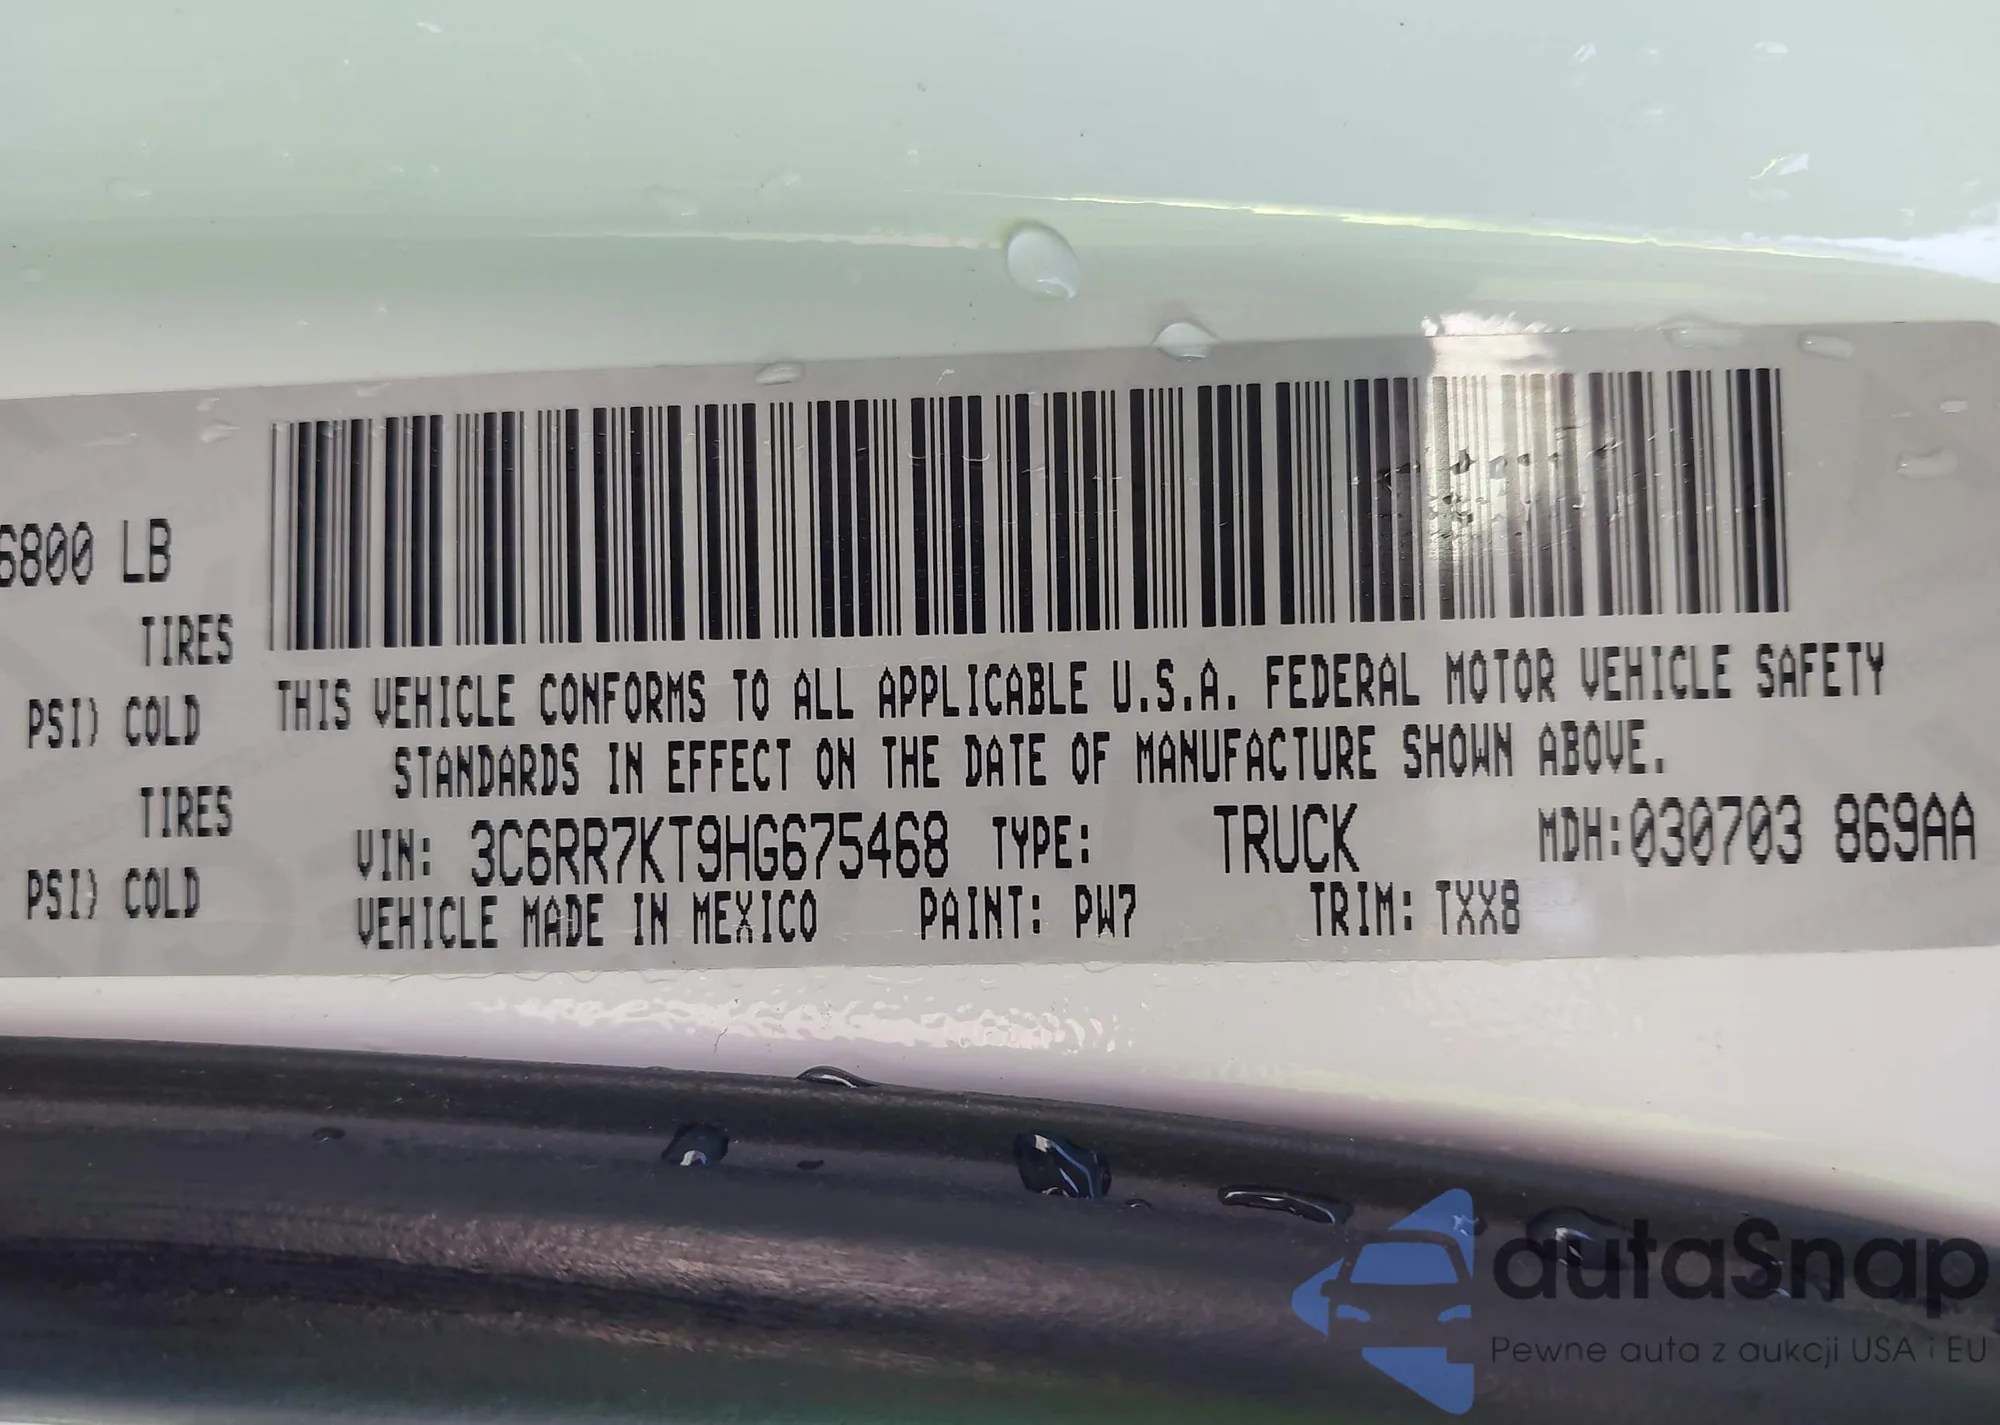 6800 LB
TIRES
PSI) COLD
TIRES
PSI) COLD
THIS VEHICLE CONFORMS TO ALL APPLICABLE U.S.A. FEDERAL MOTOR VEHICLE SAFETY
STANDARDS IN EFFECT ON THE DATE OF MANUFACTURE SHOWN ABOVE.
VIN: 3C6RR7KT9HG675468 TYPE: TRUCK MDH:030703 869AA
VEHICLE MADE IN MEXICO PAINT: PW7 TRIM: TXX8
autaSnap
Pewne auta z aukcji USA i EU